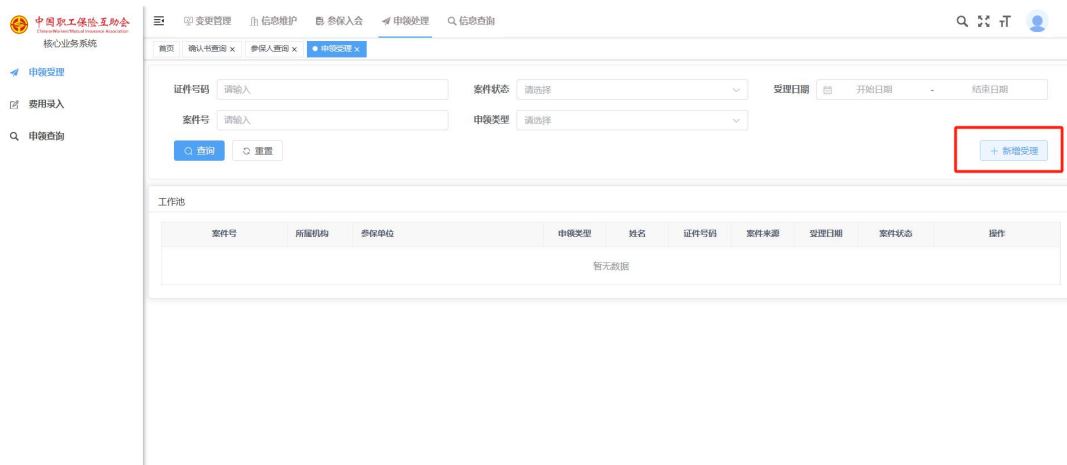 中国职工保险互助会
核心业务系统
变更管理 信息维护 参保入会 申领处理 信息查询
首页 确认书查询 x 参保人查询 x 申领受理 x
申领受理
费用录入
申领查询
证件号码 请输入 案件状态 请选择 受理日期 开始日期 - 结束日期
案件号 请输入 申领类型 请选择
查询 重置 + 新增受理
工作池
案件号 所属机构 参保单位 申领类型 姓名 证件号码 案件来源 受理日期 案件状态 操作
暂无数据